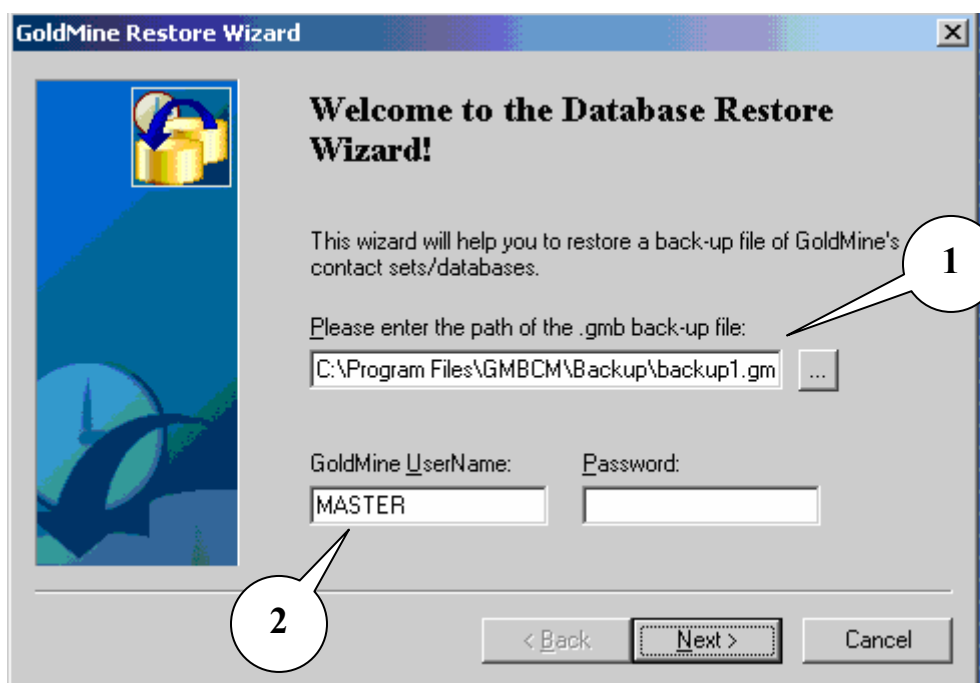 GoldMine Restore Wizard
Welcome to the Database Restore
Wizard!
This wizard will help you to restore a back-up file of GoldMine's
contact sets/databases.
1
Please enter the path of the .gmb back-up file:
C:\Program Files\GMBCM\Backup\backup1.gm
...
GoldMine UserName:
Password:
MASTER
2
< Back
Next >
Cancel